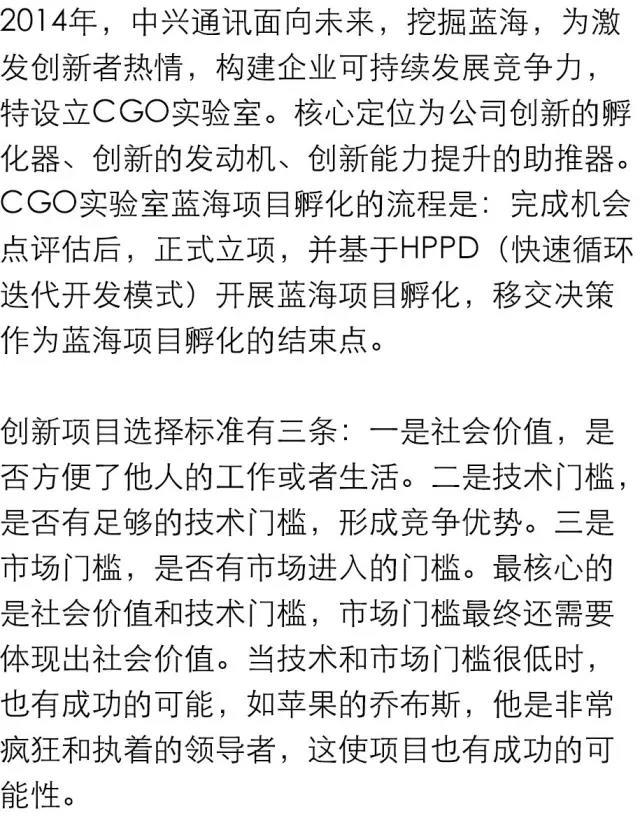 2014年，中兴通讯面向未来，挖掘蓝海，为激
发创新者热情，构建企业可持续发展竞争力，
特设立CGO实验室。核心定位为公司创新的孵
化器、创新的发动机、创新能力提升的助推器。
CGO实验室蓝海项目孵化的流程是：完成机会
点评估后，正式立项，并基于HPPD（快速循环
迭代开发模式）开展蓝海项目孵化，移交决策
作为蓝海项目孵化的结束点。
创新项目选择标准有三条：一是社会价值，是
否方便了他人的工作或者生活。二是技术门槛，
是否有足够的技术门槛，形成竞争优势。三是
市场门槛，是否有市场进入的门槛。最核心的
是社会价值和技术门槛，市场门槛最终还需要
体现出社会价值。当技术和市场门槛很低时，
也有成功的可能，如苹果的乔布斯，他是非常
疯狂和执着的领导者，这使项目也有成功的可
能性。